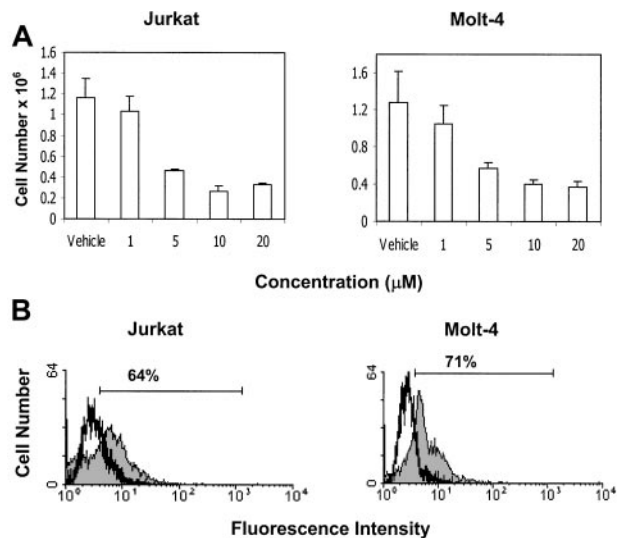 Jurkat
Molt-4
A
Cell Number x 10⁶
1.6
1.4
1.2
1
0.8
0.6
0.4
0.2
0
Vehicle 1 5 10 20
1.6
1.2
0.8
0.4
0
Vehicle 1 5 10 20
Concentration (μM)
B
Jurkat
Molt-4
Cell Number
64
0
64%
10⁰ 10¹ 10² 10³ 10⁴
64
0
71%
10⁰ 10¹ 10² 10³ 10⁴
Fluorescence Intensity